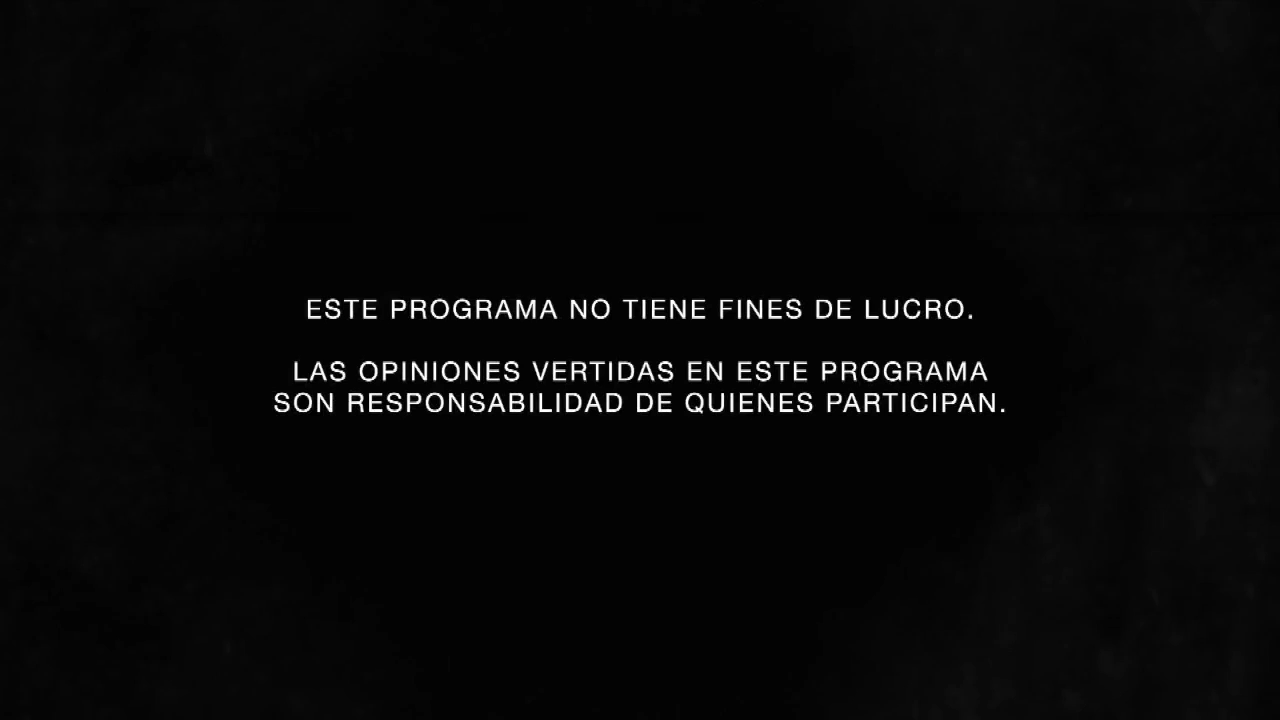 ESTE PROGRAMA NO TIENE FINES DE LUCRO.
LAS OPINIONES VERTIDAS EN ESTE PROGRAMA
SON RESPONSABILIDAD DE QUIENES PARTICIPAN.